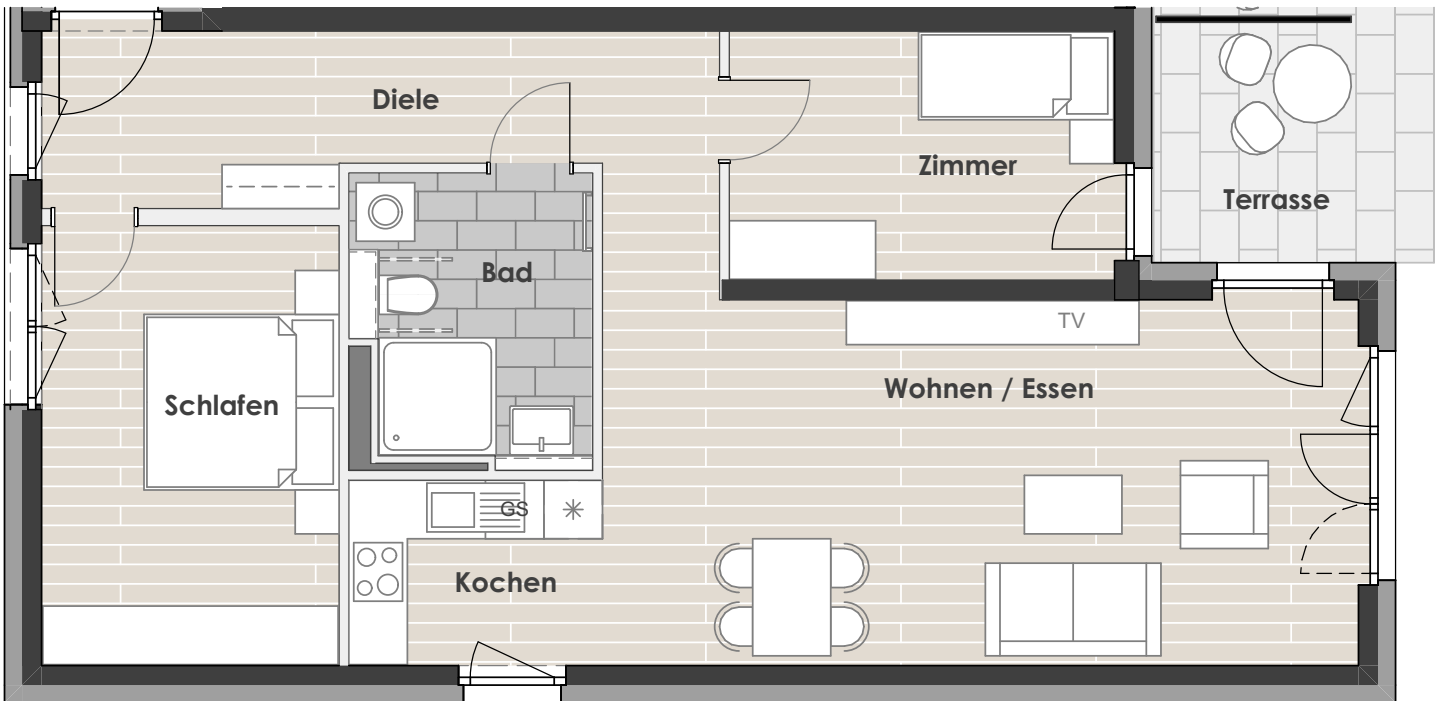 Diele
Zimmer
Terrasse
Bad
TV
Wohnen / Essen
Schlafen
GS
Kochen